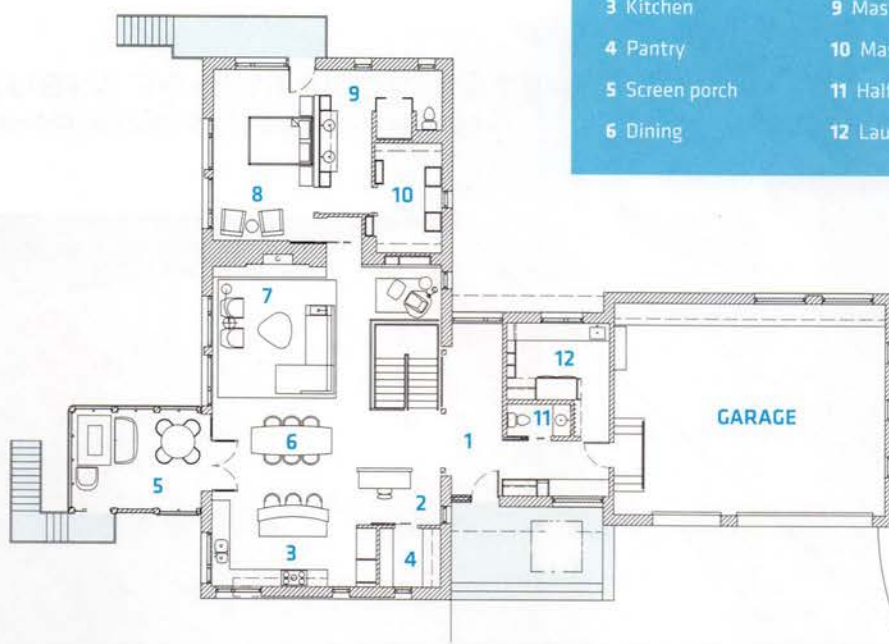 3 Kitchen
4 Pantry
5 Screen porch
6 Dining
9 Mas
10 Ma
11 Half
12 Lau
9
8
10
7
12
11
GARAGE
6
1
5
2
3
4